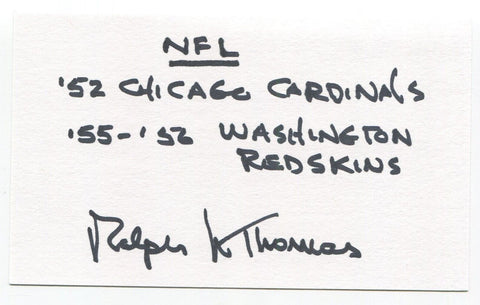 NFL
'52 CHICAGO CARDINALS
'55-'56 WASHINGTON
REDSKINS
Ralph K Thomas